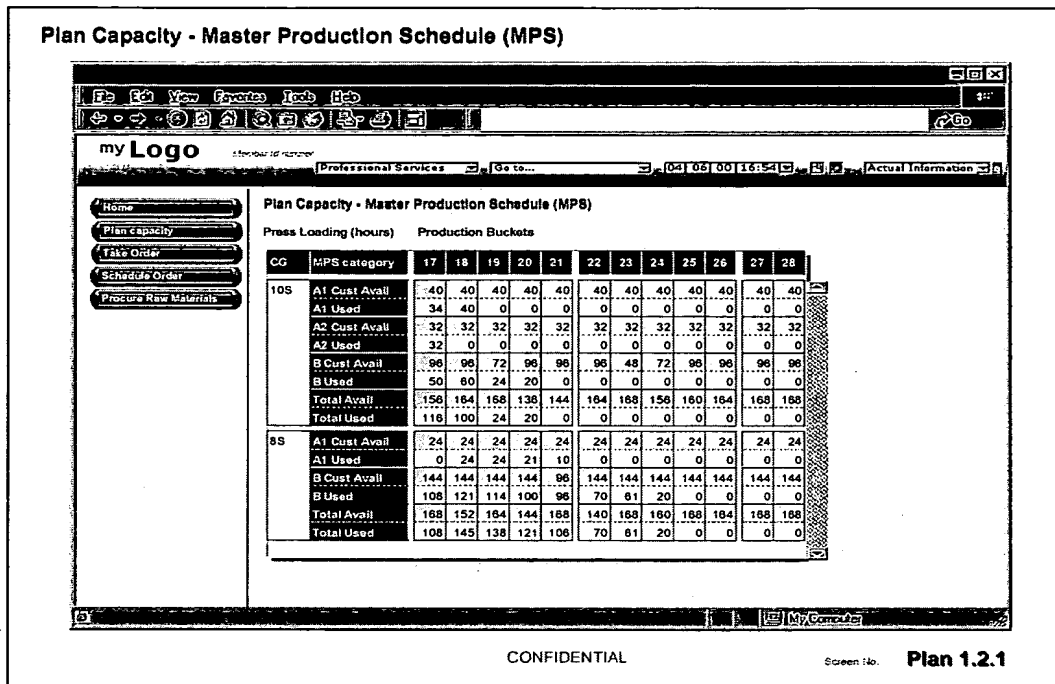 Plan Capacity - Master Production Schedule (MPS)
File Edit View Favorites Tools Help
Go
my Logo
Professional Services Go to... 04 06 00 16:54 Actual Information
Home
Plan capacity
Take Order
Schedule Order
Procure Raw Materials
Plan Capacity - Master Production Schedule (MPS)
Press Loading (hours) Production Buckets
CG MPS category 17 18 19 20 21 22 23 24 25 26 27 28
10S A1 Cust Avail 40 40 40 40 40 40 40 40 40 40 40 40
A1 Used 34 40 0 0 0 0 0 0 0 0 0 0
A2 Cust Avail 32 32 32 32 32 32 32 32 32 32 32 32
A2 Used 32 0 0 0 0 0 0 0 0 0 0 0
B Cust Avail 96 96 72 96 96 96 48 72 96 96 96 96
B Used 50 60 24 20 0 0 0 0 0 0 0 0
Total Avail 156 164 168 136 144 164 168 156 160 164 168 168
Total Used 116 100 24 20 0 0 0 0 0 0 0 0
8S A1 Cust Avail 24 24 24 24 24 24 24 24 24 24 24 24
A1 Used 0 24 24 21 10 0 0 0 0 0 0 0
B Cust Avail 144 144 144 144 96 144 144 144 144 144 144 144
B Used 108 121 114 100 96 70 61 20 0 0 0 0
Total Avail 168 152 164 144 168 140 168 160 168 164 168 168
Total Used 108 145 138 121 106 70 61 20 0 0 0 0
My Computer
CONFIDENTIAL
Screen No. Plan 1.2.1